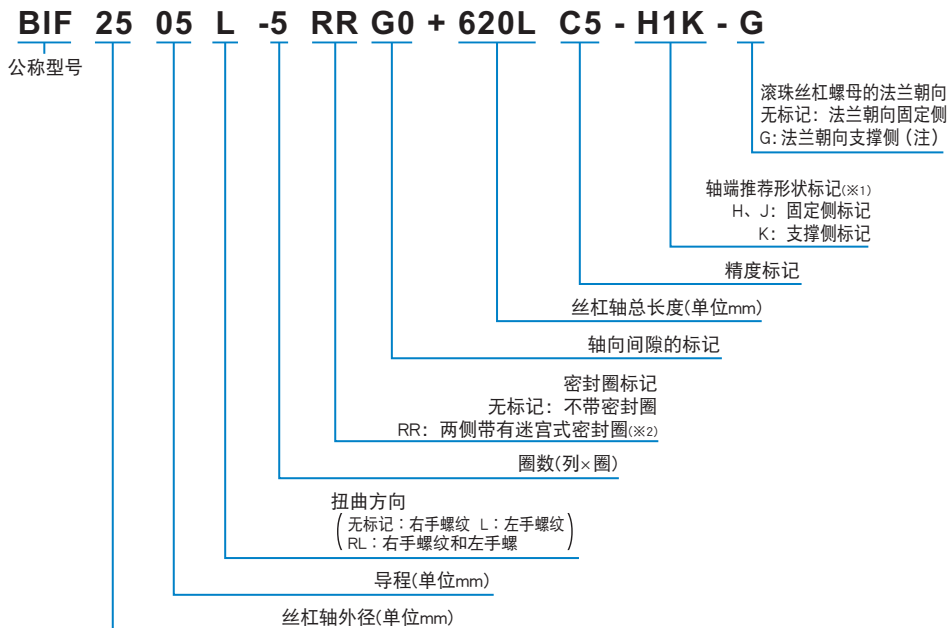 BIF 25 05 L -5 RR G0 + 620L C5 - H1K - G
公称型号
滚珠丝杠螺母的法兰朝向
无标记：法兰朝向固定侧
G：法兰朝向支撑侧（注）
轴端推荐形状标记(※1)
H、J：固定侧标记
K：支撑侧标记
精度标记
丝杠轴总长度(单位mm)
轴向间隙的标记
密封圈标记
无标记：不带密封圈
RR：两侧带有迷宫式密封圈(※2)
圈数(列×圈)
扭曲方向
(无标记：右手螺纹 L：左手螺纹
RL：右手螺纹和左手螺)
导程(单位mm)
丝杠轴外径(单位mm)